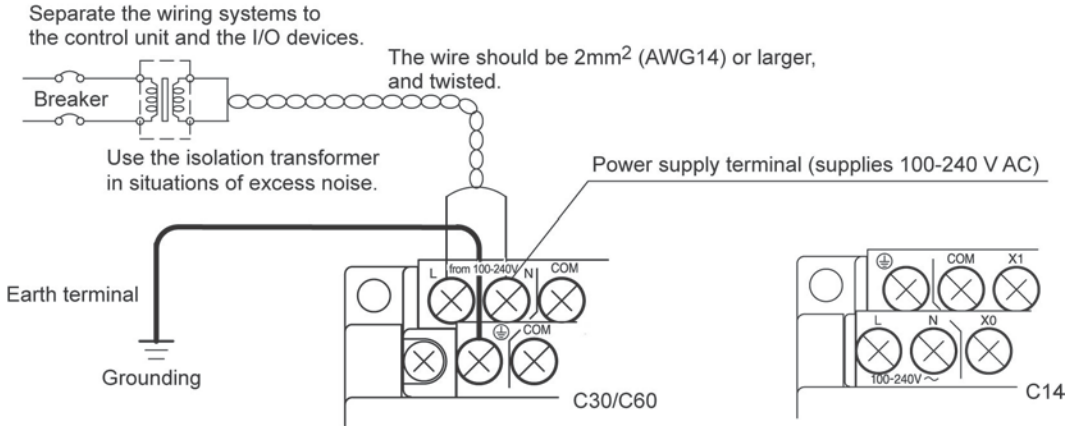 Separate the wiring systems to
the control unit and the I/O devices.
The wire should be 2mm² (AWG14) or larger,
and twisted.
Breaker
Use the isolation transformer
in situations of excess noise.
Power supply terminal (supplies 100-240 V AC)
L from 100-240V N COM
COM X1
Earth terminal
L N X0
COM
100-240V ~
Grounding
C30/C60
C14